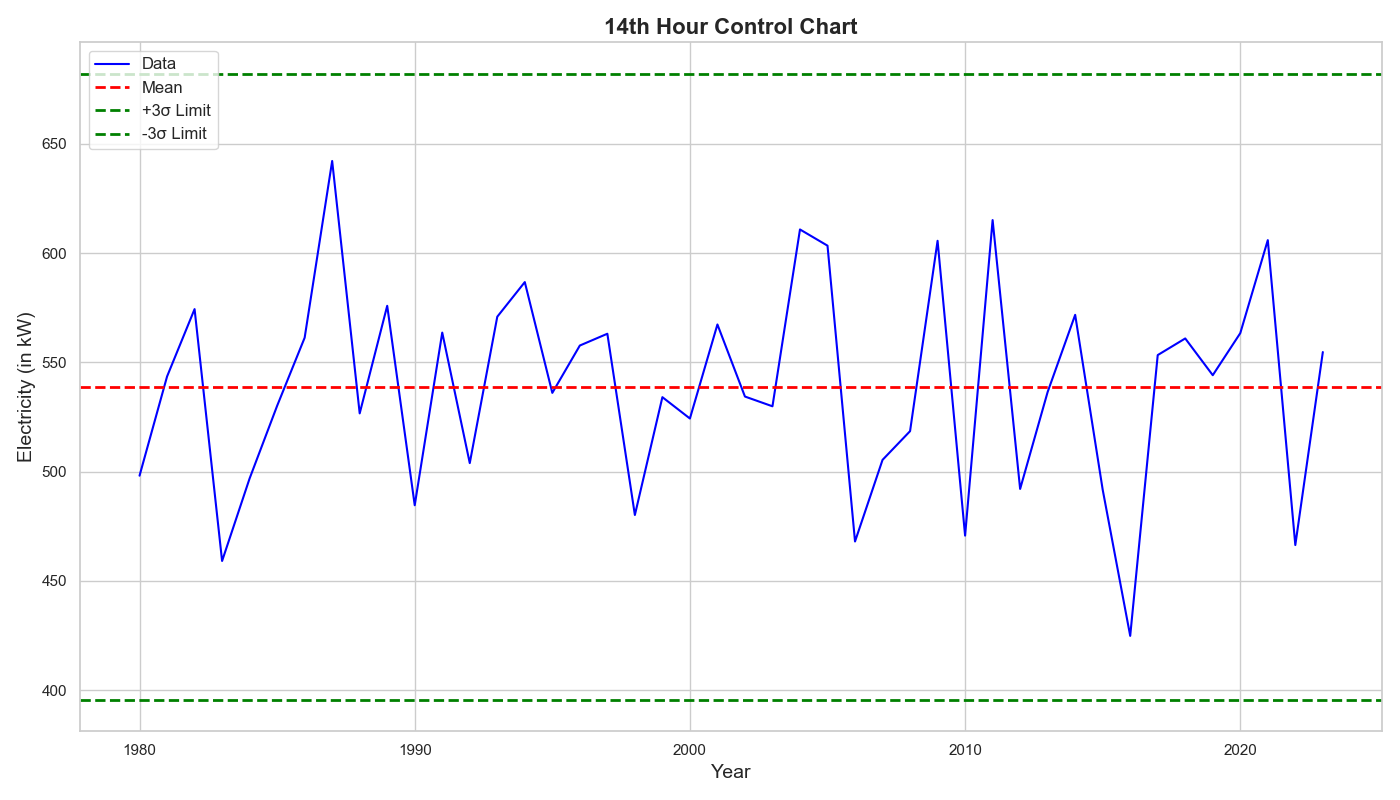 14th Hour Control Chart
Data
Mean
+3σ Limit
-3σ Limit
Electricity (in kW)
650
600
550
500
450
400
1980
1990
2000
2010
2020
Year